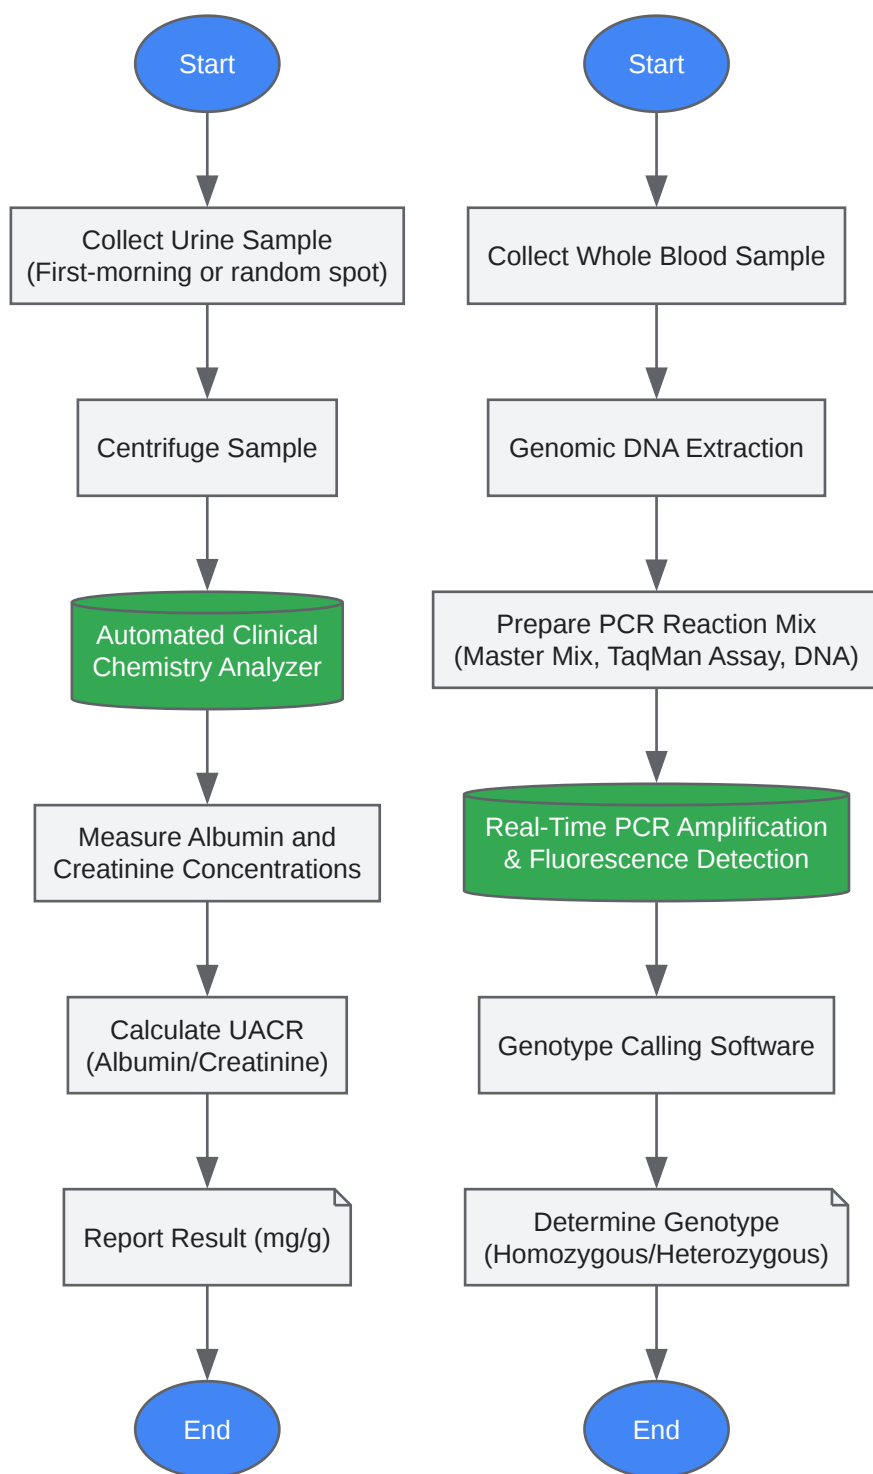 Start
Collect Urine Sample
(First-morning or random spot)
Centrifuge Sample
Automated Clinical
Chemistry Analyzer
Measure Albumin and
Creatinine Concentrations
Calculate UACR
(Albumin/Creatinine)
Report Result (mg/g)
End
Start
Collect Whole Blood Sample
Genomic DNA Extraction
Prepare PCR Reaction Mix
(Master Mix, TaqMan Assay, DNA)
Real-Time PCR Amplification
& Fluorescence Detection
Genotype Calling Software
Determine Genotype
(Homozygous/Heterozygous)
End